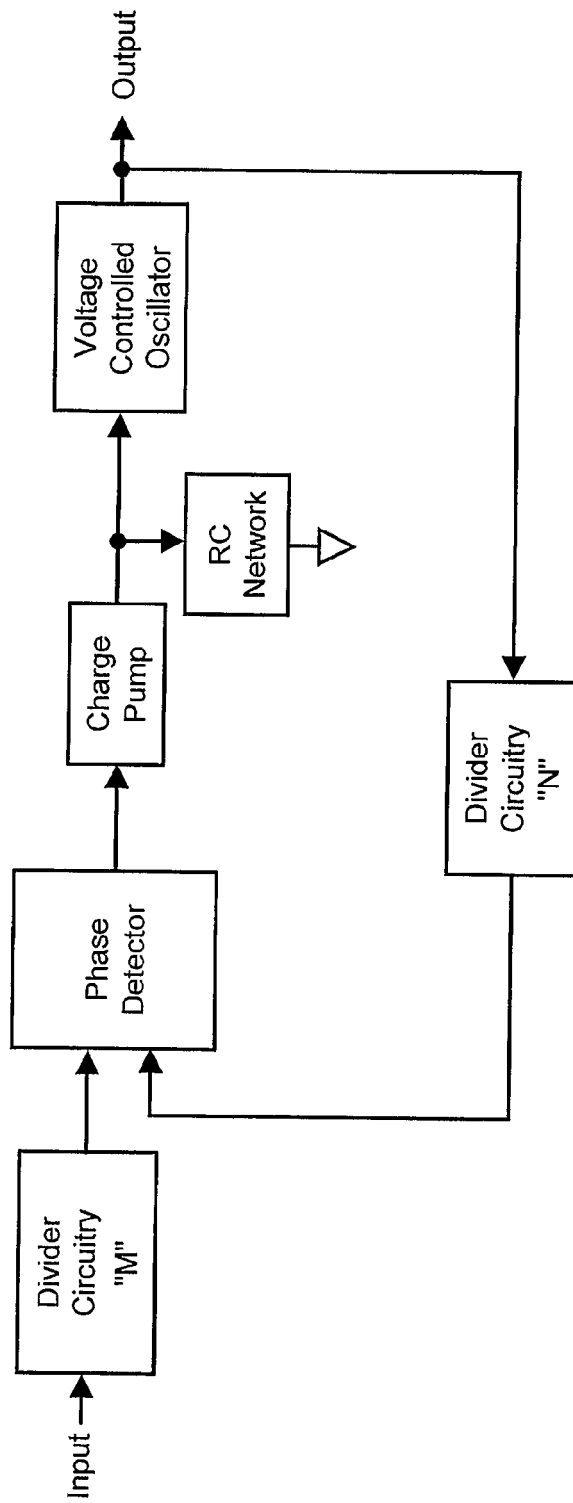 Input
Divider
Circuitry
"M"
Phase
Detector
Charge
Pump
RC
Network
Voltage
Controlled
Oscillator
Output
Divider
Circuitry
"N"